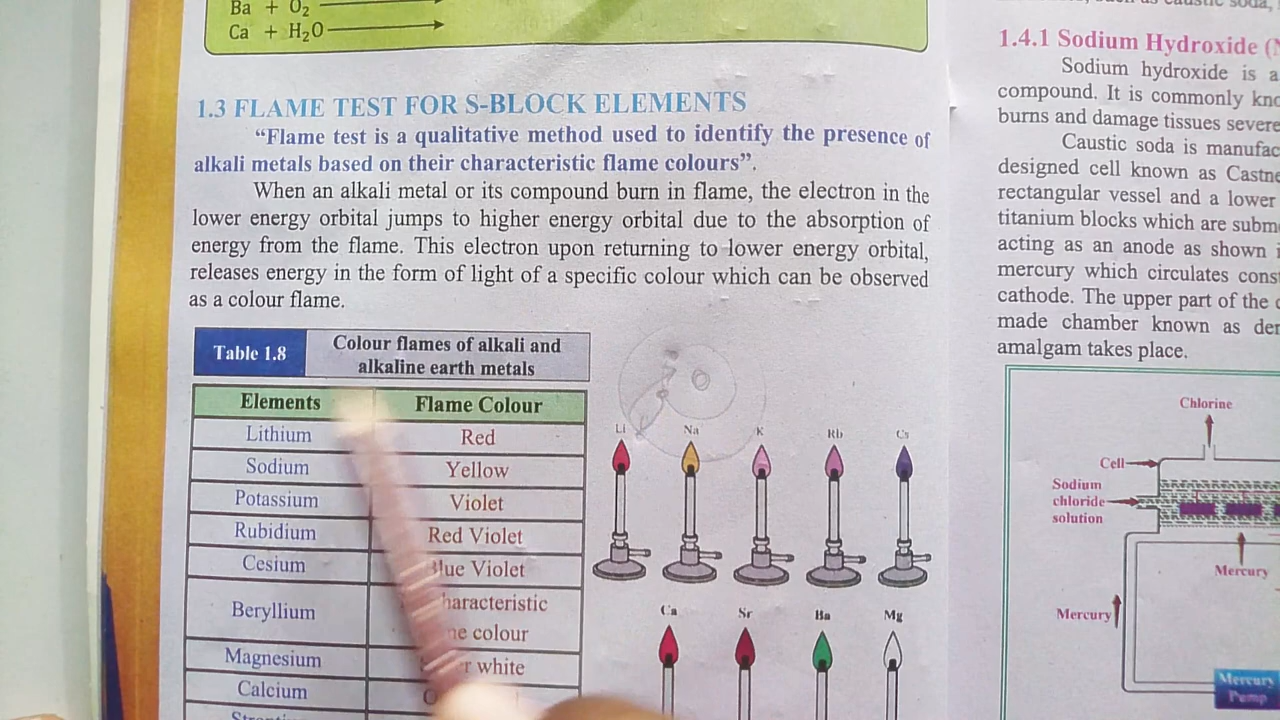 Ba + O₂
Ca + H₂O
1.3 FLAME TEST FOR S-BLOCK ELEMENTS
"Flame test is a qualitative method used to identify the presence of
alkali metals based on their characteristic flame colours".
When an alkali metal or its compound burn in flame, the electron in the
lower energy orbital jumps to higher energy orbital due to the absorption of
energy from the flame. This electron upon returning to lower energy orbital,
releases energy in the form of light of a specific colour which can be observed
as a colour flame.
Table 1.8
Colour flames of alkali and
alkaline earth metals
Elements Flame Colour
Lithium Red
Sodium Yellow
Potassium Violet
Rubidium Red Violet
Cesium Violet
Beryllium
colour
Magnesium white
Calcium
Li Na K Rb Cs
Ca Sr Ba Mg
1.4.1 Sodium Hydroxide
Sodium hydroxide is a
compound. It is commonly
burns and damage tissues
Caustic soda is
designed cell known as
rectangular vessel and a lower
titanium blocks which are
acting as an anode as shown
mercury which circulates
cathode. The upper part of the
made chamber known as
amalgam takes place.
Chlorine
Cell
Sodium
chloride
solution
Mercury
Mercury
Mercury
Pump